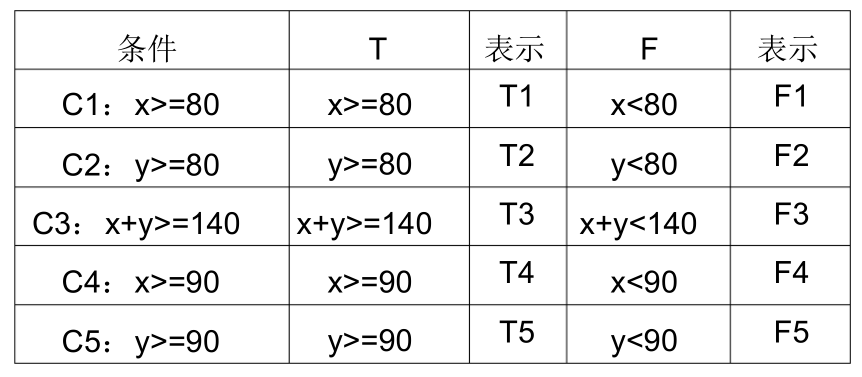 条件 T 表示 F 表示
C1：x>=80 x>=80 T1 x<80 F1
C2：y>=80 y>=80 T2 y<80 F2
C3：x+y>=140 x+y>=140 T3 x+y<140 F3
C4：x>=90 x>=90 T4 x<90 F4
C5：y>=90 y>=90 T5 y<90 F5